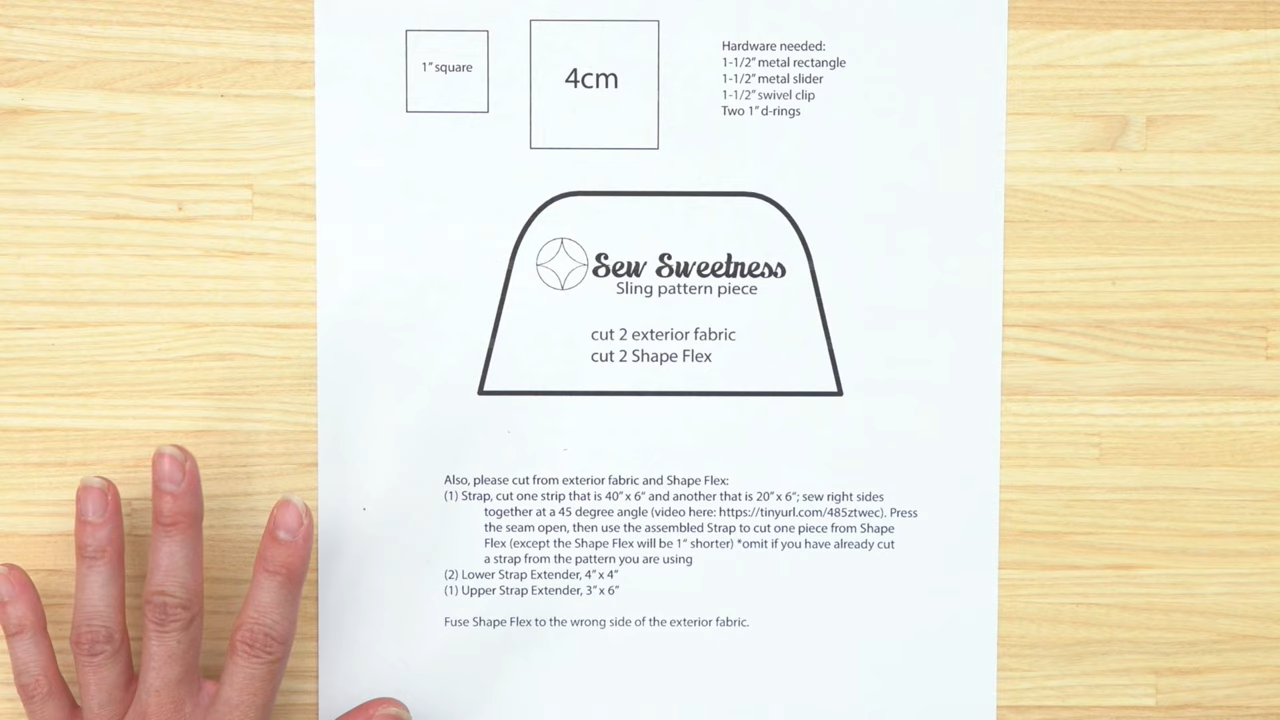 1” square
4cm
Hardware needed:
1-1/2” metal rectangle
1-1/2” metal slider
1-1/2” swivel clip
Two 1” d-rings
Sew Sweetness
Sling pattern piece
cut 2 exterior fabric
cut 2 Shape Flex
Also, please cut from exterior fabric and Shape Flex:
(1) Strap, cut one strip that is 40” x 6” and another that is 20” x 6”; sew right sides
together at a 45 degree angle (video here: https://tinyurl.com/485ztwec). Press
the seam open, then use the assembled Strap to cut one piece from Shape
Flex (except the Shape Flex will be 1” shorter) *omit if you have already cut
a strap from the pattern you are using
(2) Lower Strap Extender, 4” x 4”
(1) Upper Strap Extender, 3” x 6”
Fuse Shape Flex to the wrong side of the exterior fabric.